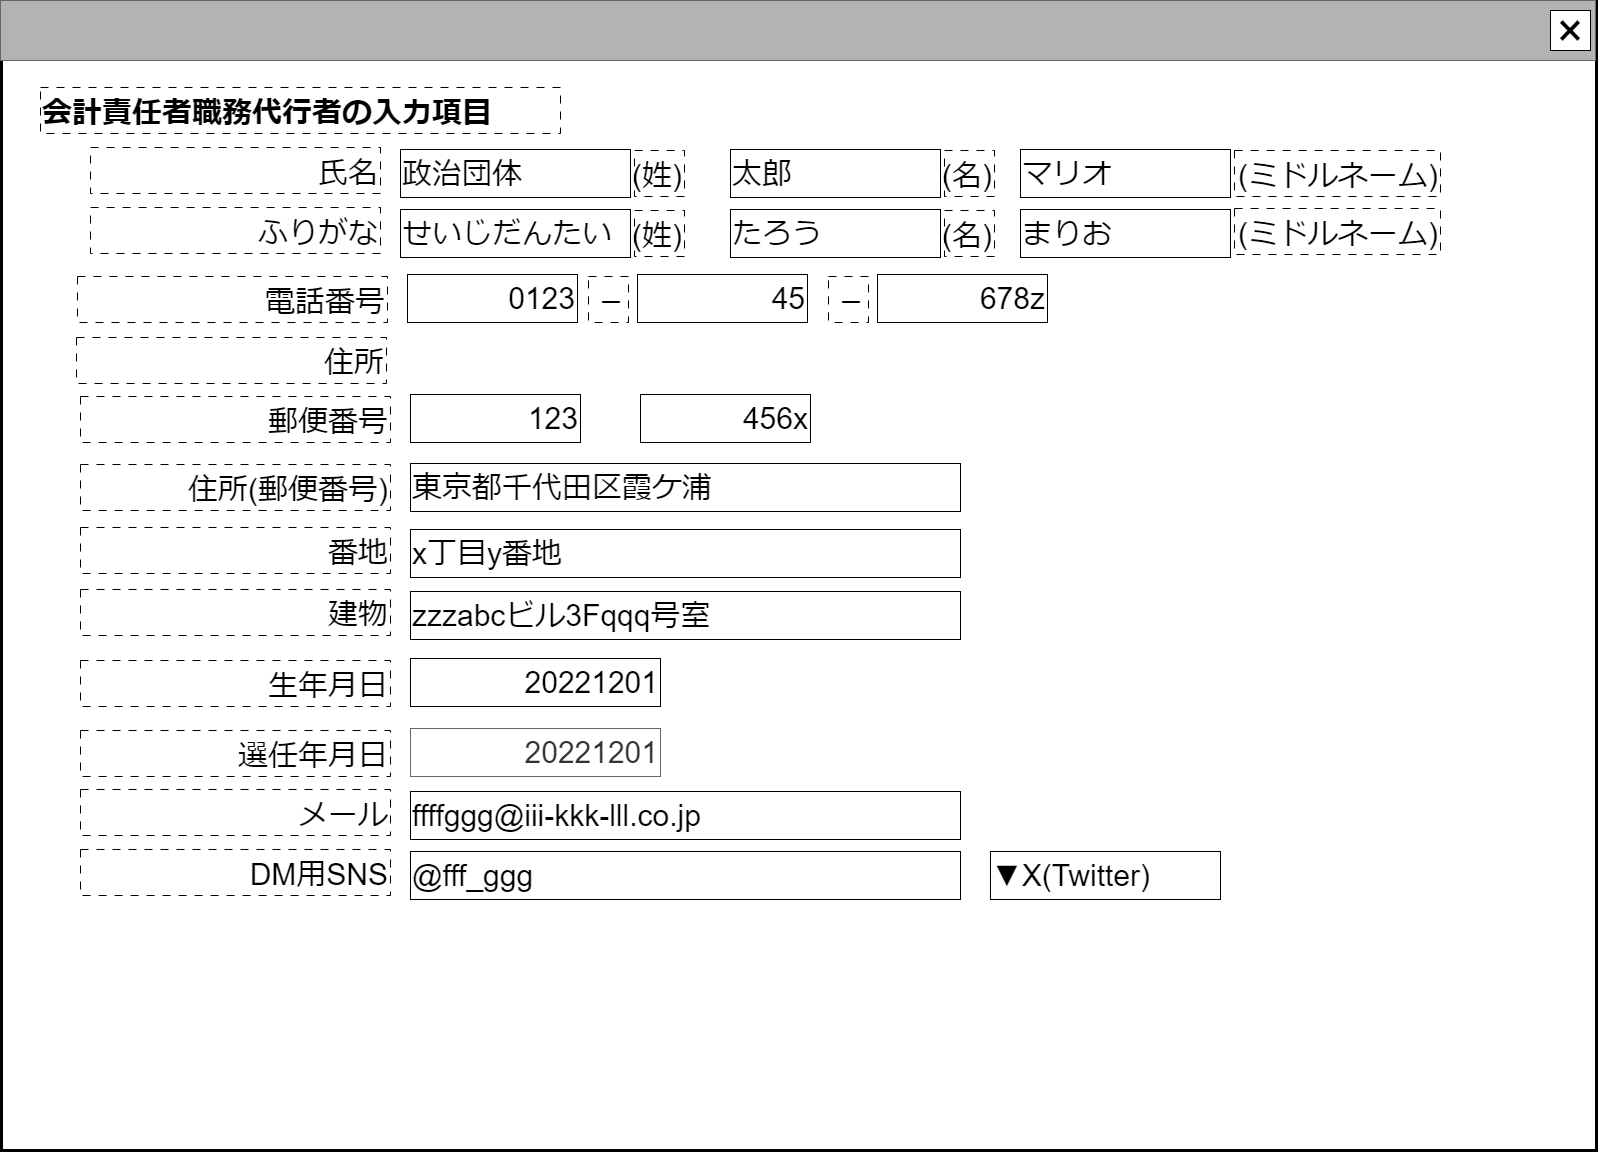 会計責任者職務代行者の入力項目
氏名 政治団体 (姓) 太郎 (名) マリオ (ミドルネーム)
ふりがな せいじだんたい (姓) たろう (名) まりお (ミドルネーム)
電話番号 0123 – 45 – 678z
住所
郵便番号 123 456x
住所(郵便番号) 東京都千代田区霞ケ浦
番地 x丁目y番地
建物 zzzabcビル3Fqqq号室
生年月日 20221201
選任年月日 20221201
メール ffffggg@iii-kkk-lll.co.jp
DM用SNS @fff_ggg ▼X(Twitter)